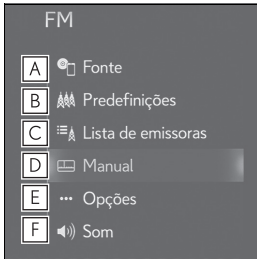 FM
A Fonte
B Predefinições
C Lista de emissoras
D Manual
E Opções
F Som